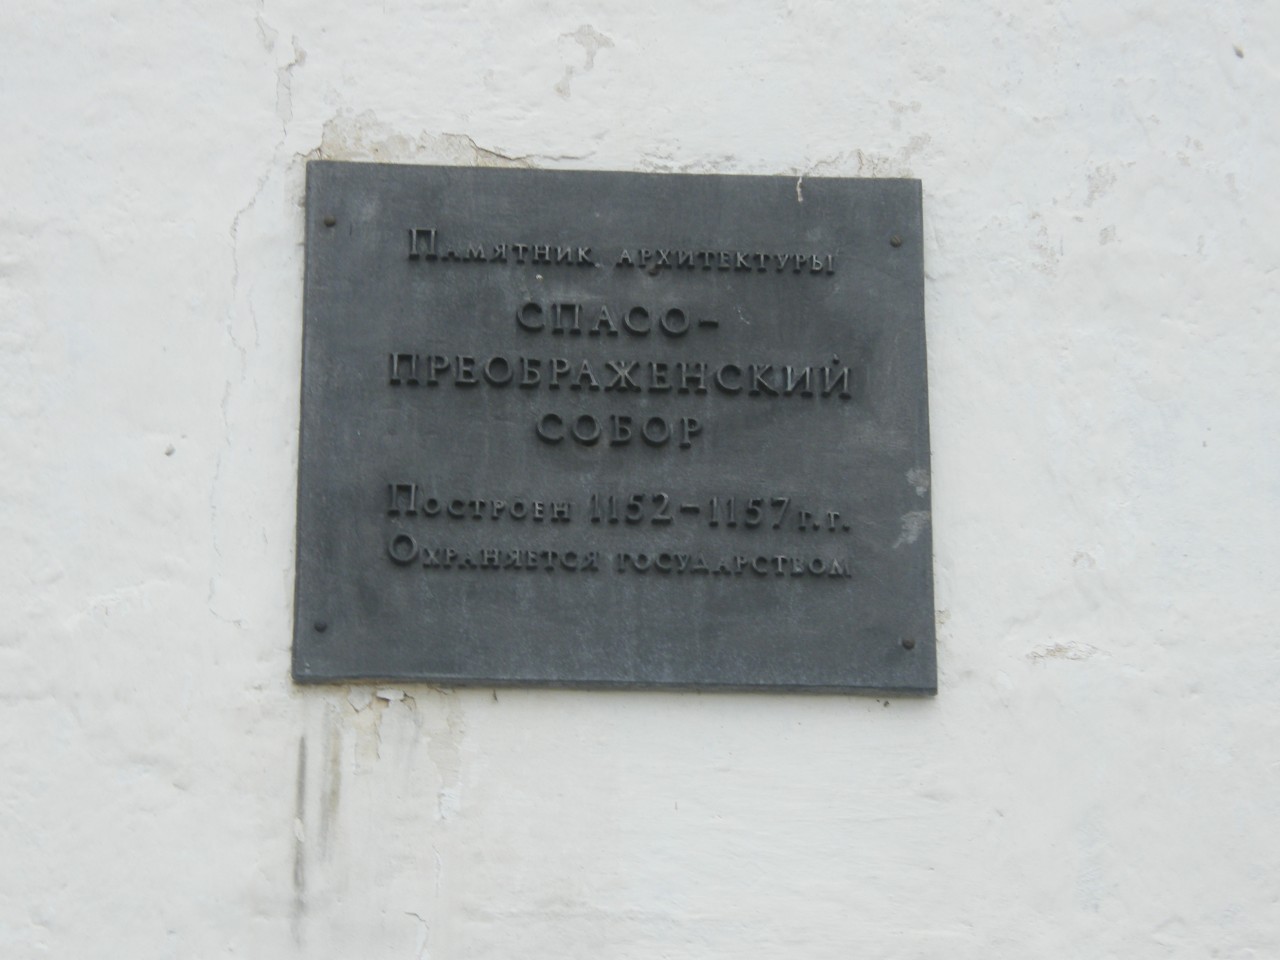 Памятник архитектуры
СПАСО-
ПРЕОБРАЖЕНСКИЙ
СОБОР
Построен 1152-1157 г.г.
Охраняется государством